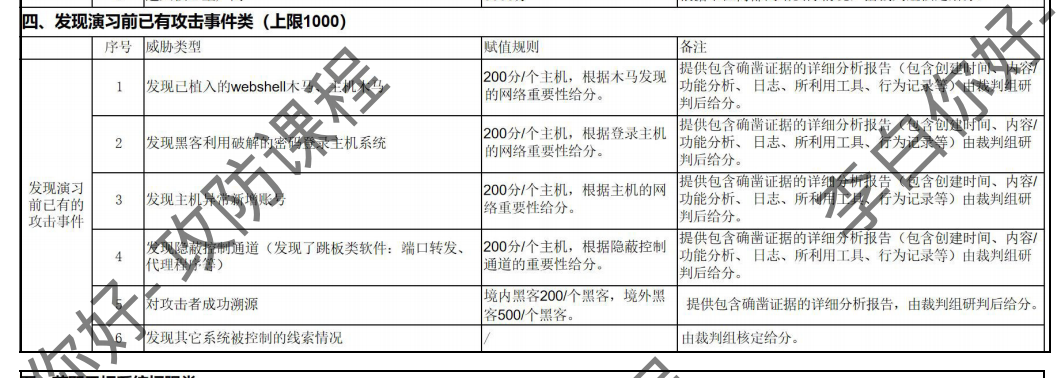 四、发现演习前已有攻击事件类（上限1000）
序号 威胁类型 赋值规则 备注
发现演习
前已有的
攻击事件
1 发现已植入的webshell木马、主机木马
200分/个主机，根据木马发现
的网络重要性给分。
提供包含确凿证据的详细分析报告（包含创建时间、内容/
功能分析、 日志、所利用工具、行为记录等）由裁判组研
判后给分。
2 发现黑客利用破解的密码登录主机系统
200分/个主机，根据登录主机
的网络重要性给分。
提供包含确凿证据的详细分析报告（包含创建时间、内容/
功能分析、 日志、所利用工具、行为记录等）由裁判组研
判后给分。
3 发现主机异常新增账号
200分/个主机，根据主机的网
络重要性给分。
提供包含确凿证据的详细分析报告（包含创建时间、内容/
功能分析、 日志、所利用工具、行为记录等）由裁判组研
判后给分。
4 发现隐蔽控制通道（发现了跳板类软件：端口转发、
代理程序等）
200分/个主机，根据隐蔽控制
通道的重要性给分。
提供包含确凿证据的详细分析报告（包含创建时间、内容/
功能分析、 日志、所利用工具、行为记录等）由裁判组研
判后给分。
5 对攻击者成功溯源
境内黑客200/个黑客，境外黑
客500/个黑客。
提供包含确凿证据的详细分析报告，由裁判组研判后给分。
6 发现其它系统被控制的线索情况 / 由裁判组核定给分。
你好-攻防课程
李白你好-